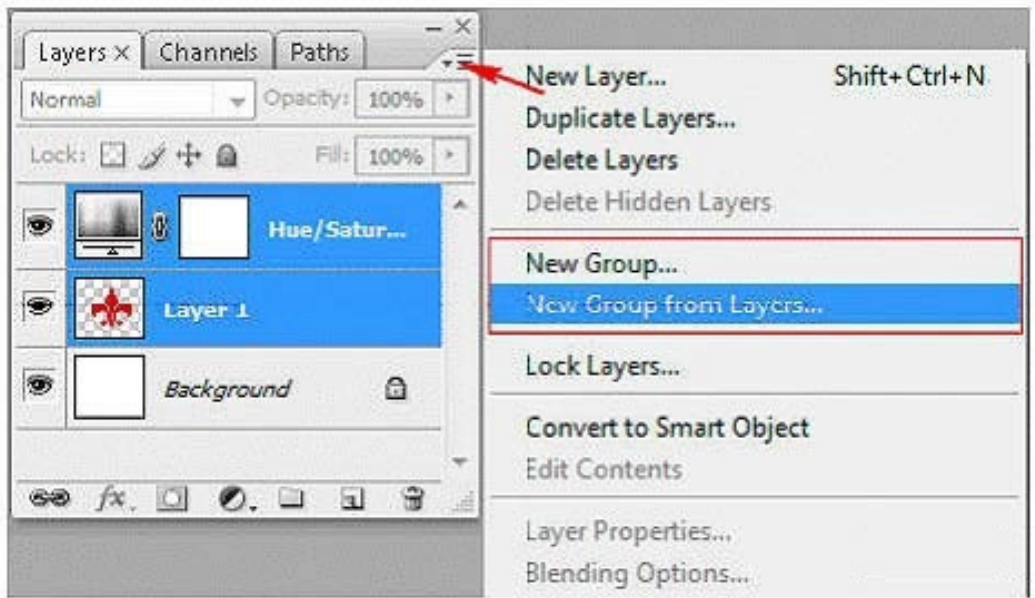 Layers × Channels Paths
Normal Opacity: 100%
Lock: Fill: 100%
Hue/Satur...
Layer 1
Background
fx.
New Layer... Shift+Ctrl+N
Duplicate Layers...
Delete Layers
Delete Hidden Layers
New Group...
New Group from Layers...
Lock Layers...
Convert to Smart Object
Edit Contents
Layer Properties...
Blending Options...